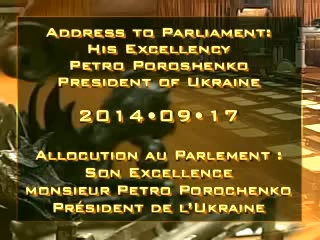 Address to Parliament:
His Excellency
Petro Poroshenko
President of Ukraine
2014•09•17
Allocution au Parlement :
Son Excellence
monsieur Petro Porochenko
Président de l'Ukraine